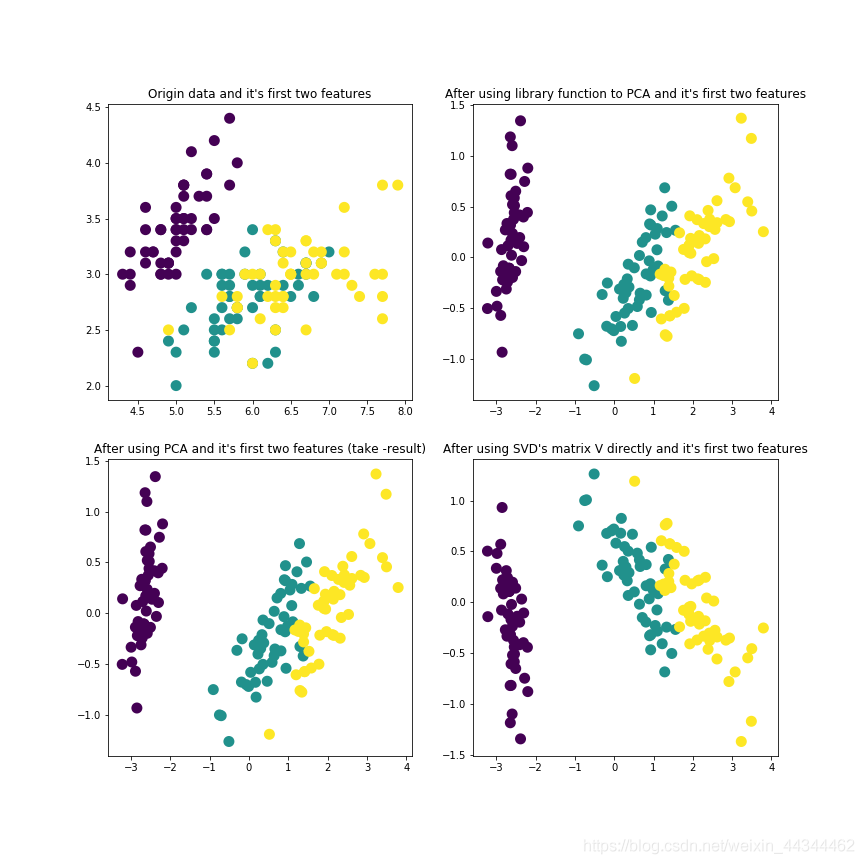 Origin data and it's first two features
4.5
4.0
3.5
3.0
2.5
2.0
4.5 5.0 5.5 6.0 6.5 7.0 7.5 8.0
After using library function to PCA and it's first two features
1.5
1.0
0.5
0.0
−0.5
−1.0
−3 −2 −1 0 1 2 3 4
After using PCA and it's first two features (take -result)
1.5
1.0
0.5
0.0
−0.5
−1.0
−3 −2 −1 0 1 2 3 4
After using SVD's matrix V directly and it's first two features
1.0
0.5
0.0
−0.5
−1.0
−1.5
−3 −2 −1 0 1 2 3 4
https://blog.csdn.net/weixin_44344462